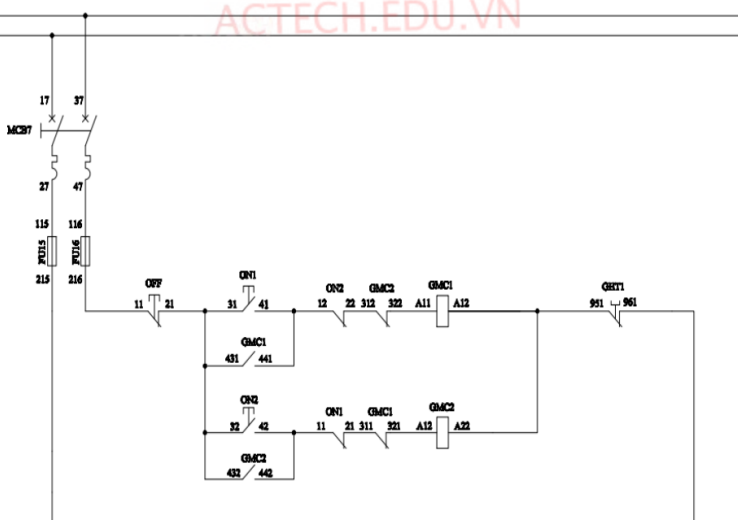 ACTECH.EDU.VN
17 37
MCB7
27 47
115 116
FU15 FU16
215 216
OFF
11 21
ON1
31 41
ON2 GMC2 GMC1
12 22 312 322 A11 A12
QHT1
951 961
GMC1
431 441
ON2
32 42
ON1 GMC1 GMC2
11 21 311 321 A12 A22
GMC2
432 442